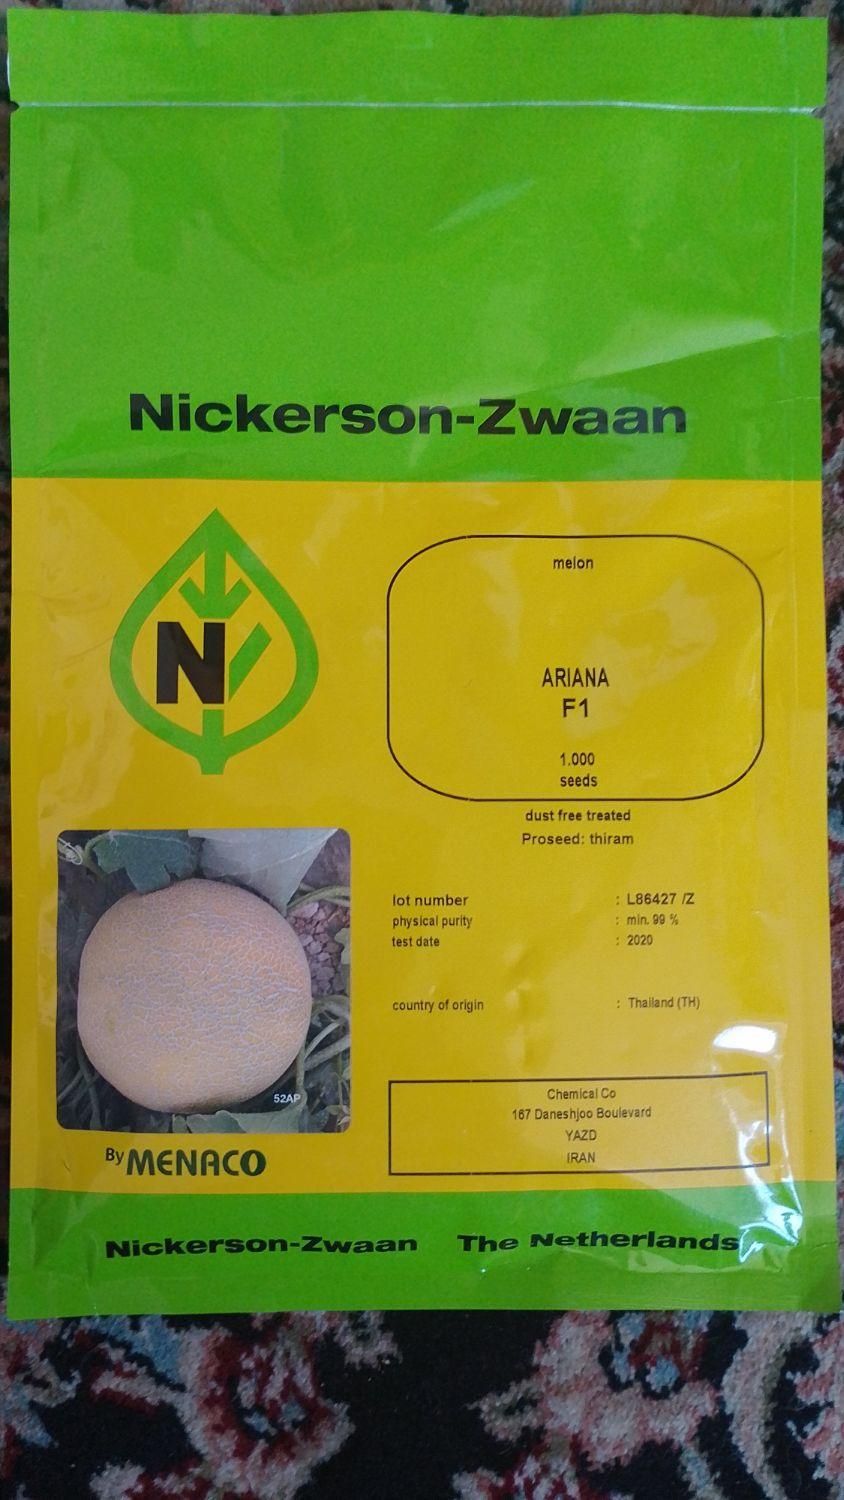 Nickerson-Zwaan
N
melon
ARIANA
F1
1.000
seeds
dust free treated
Proseed: thiram
lot number : L86427 /Z
physical purity : min. 99 %
test date : 2020
country of origin : Thailand (TH)
52AP
Chemical Co
167 Daneshjoo Boulevard
YAZD
IRAN
By MENACO
Nickerson-Zwaan The Netherlands